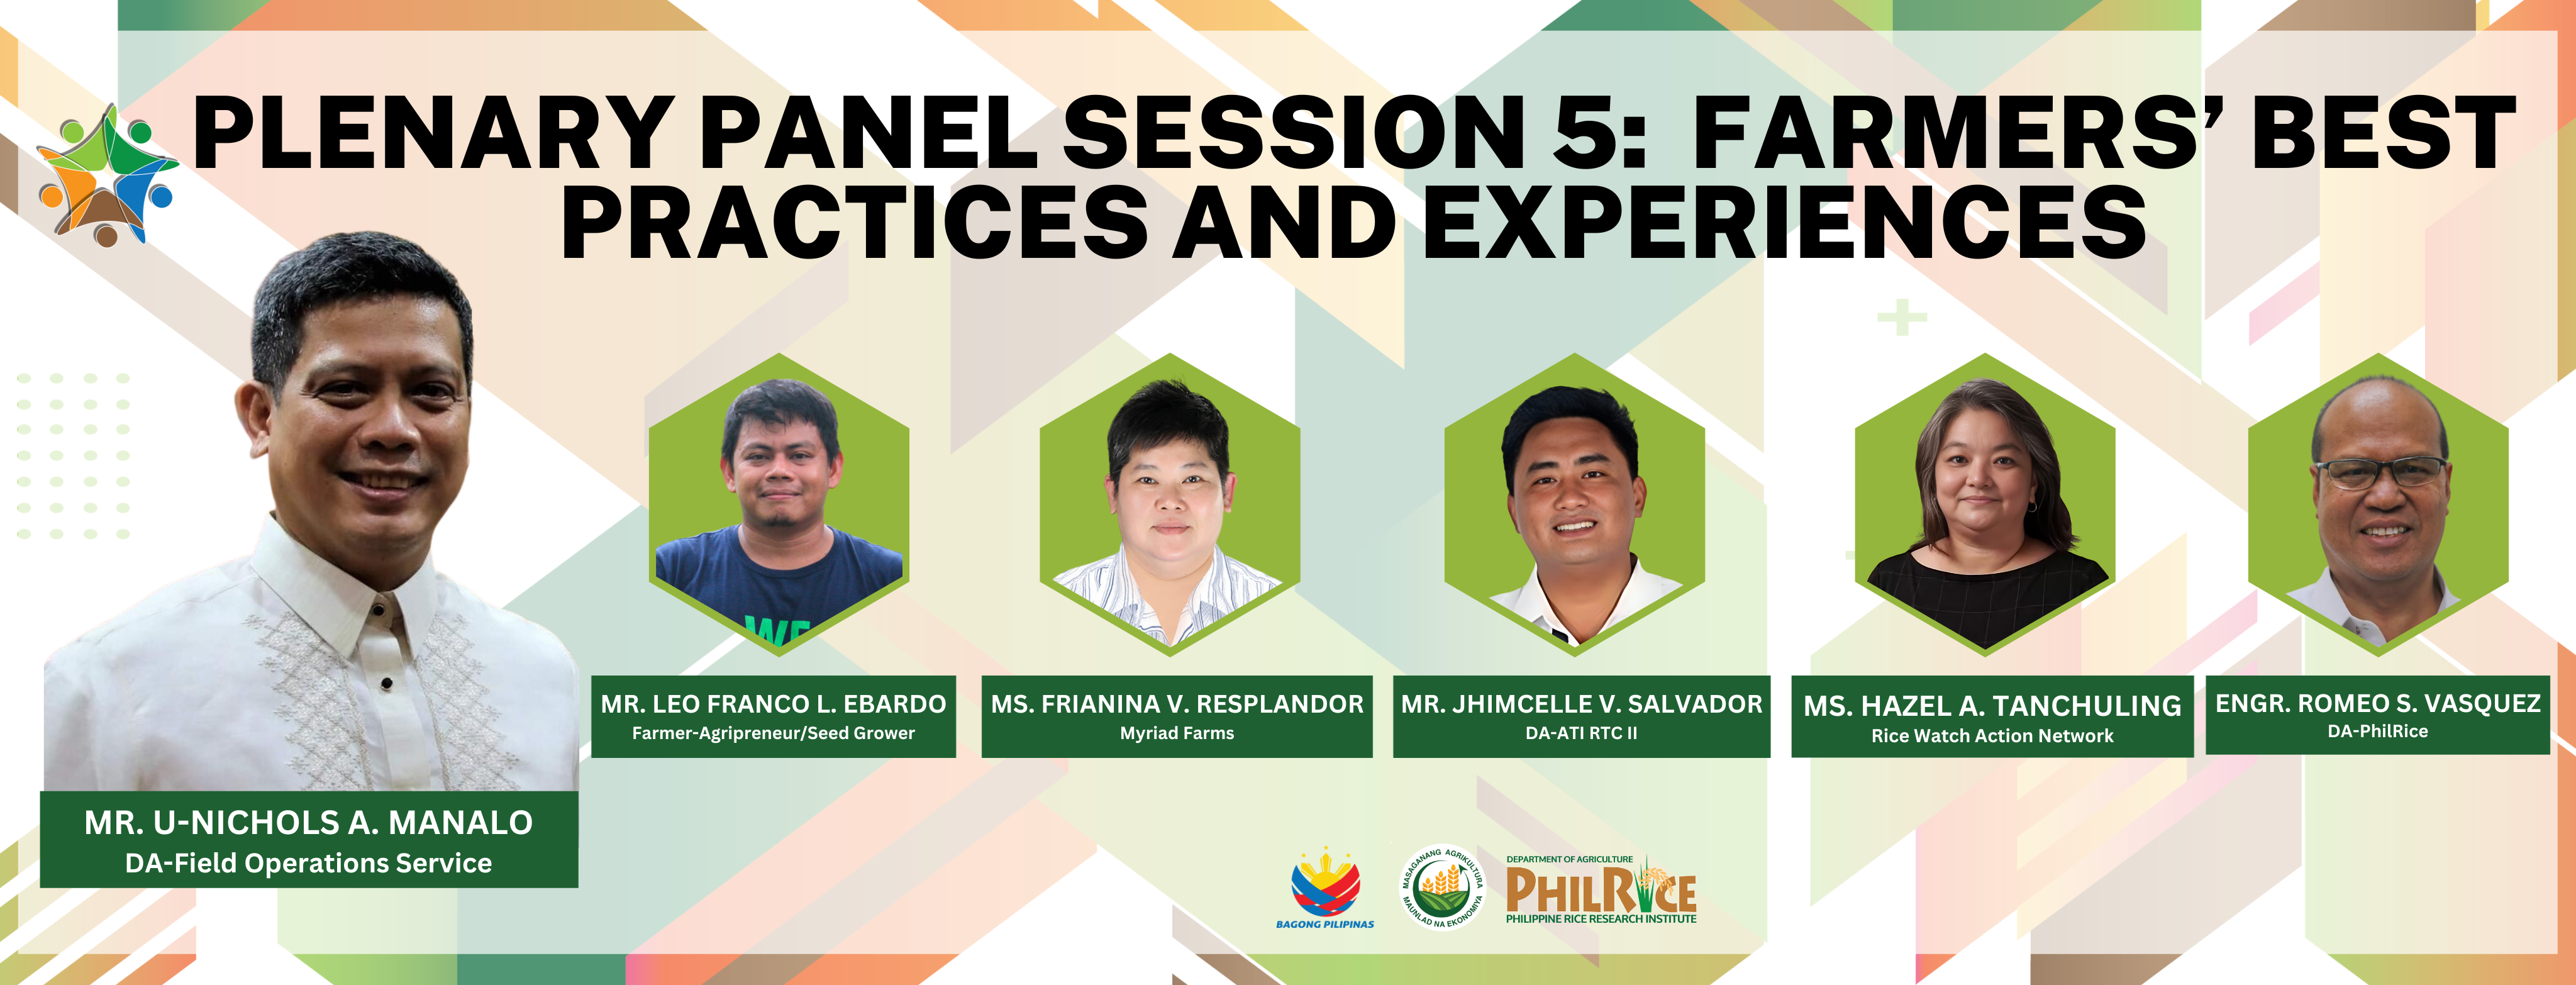 PLENARY PANEL SESSION 5: FARMERS’ BEST
PRACTICES AND EXPERIENCES
WE
MR. LEO FRANCO L. EBARDO
Farmer-Agripreneur/Seed Grower
MS. FRIANINA V. RESPLANDOR
Myriad Farms
MR. JHIMCELLE V. SALVADOR
DA-ATI RTC II
MS. HAZEL A. TANCHULING
Rice Watch Action Network
ENGR. ROMEO S. VASQUEZ
DA-PhilRice
MR. U-NICHOLS A. MANALO
DA-Field Operations Service
BAGONG PILIPINAS
MASAGANANG AGRIKULTURA
MAUNLAD NA EKONOMIYA
DEPARTMENT OF AGRICULTURE
PHILRICE
PHILIPPINE RICE RESEARCH INSTITUTE